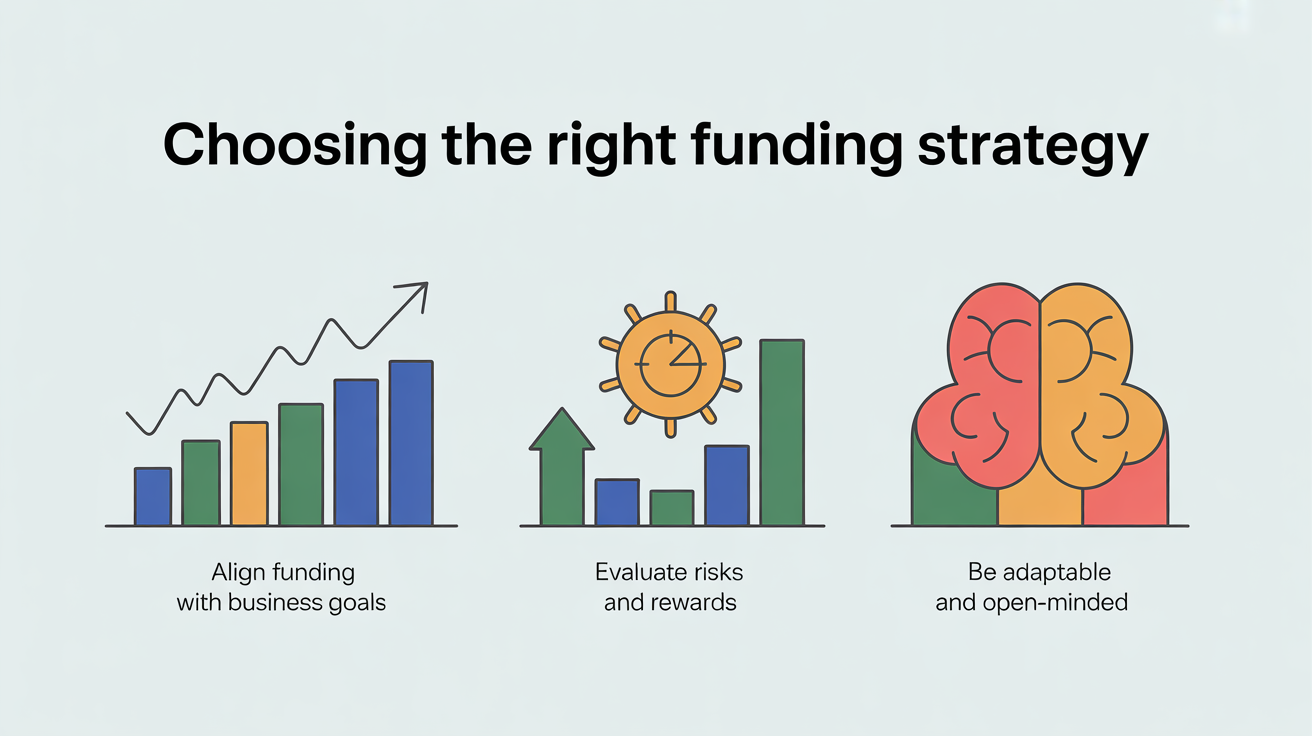 Choosing the right funding strategy
Align funding
with business goals
Evaluate risks
and rewards
Be adaptable
and open-minded